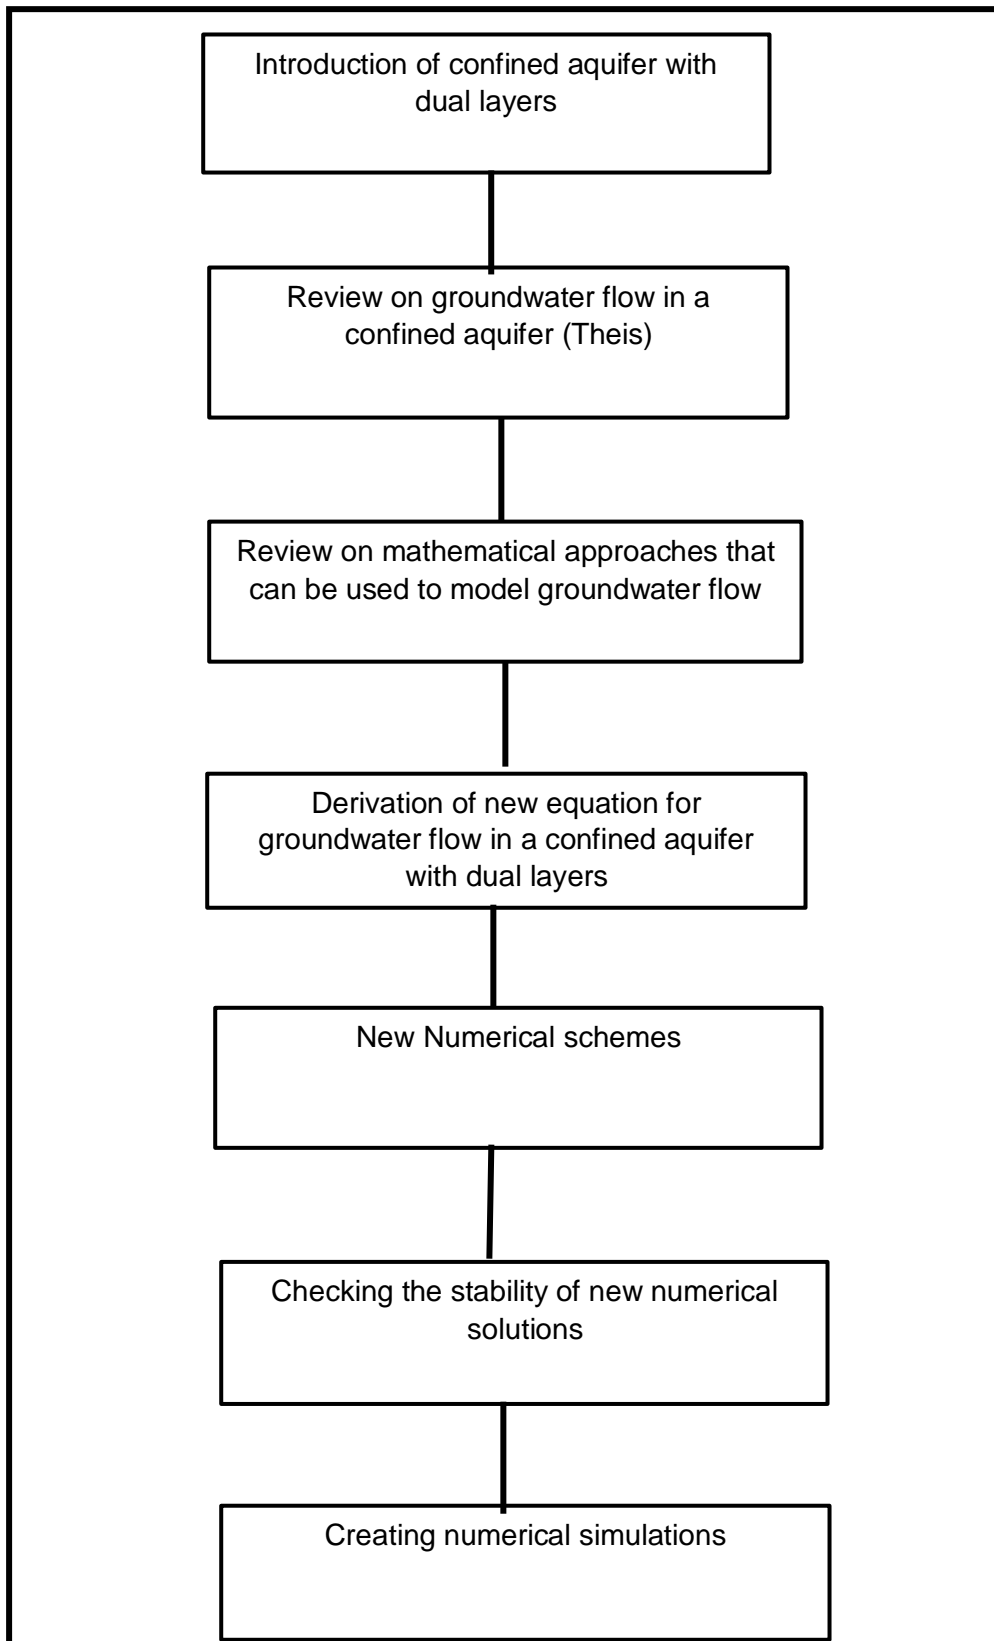 Introduction of confined aquifer with
dual layers
Review on groundwater flow in a
confined aquifer (Theis)
Review on mathematical approaches that
can be used to model groundwater flow
Derivation of new equation for
groundwater flow in a confined aquifer
with dual layers
New Numerical schemes
Checking the stability of new numerical
solutions
Creating numerical simulations